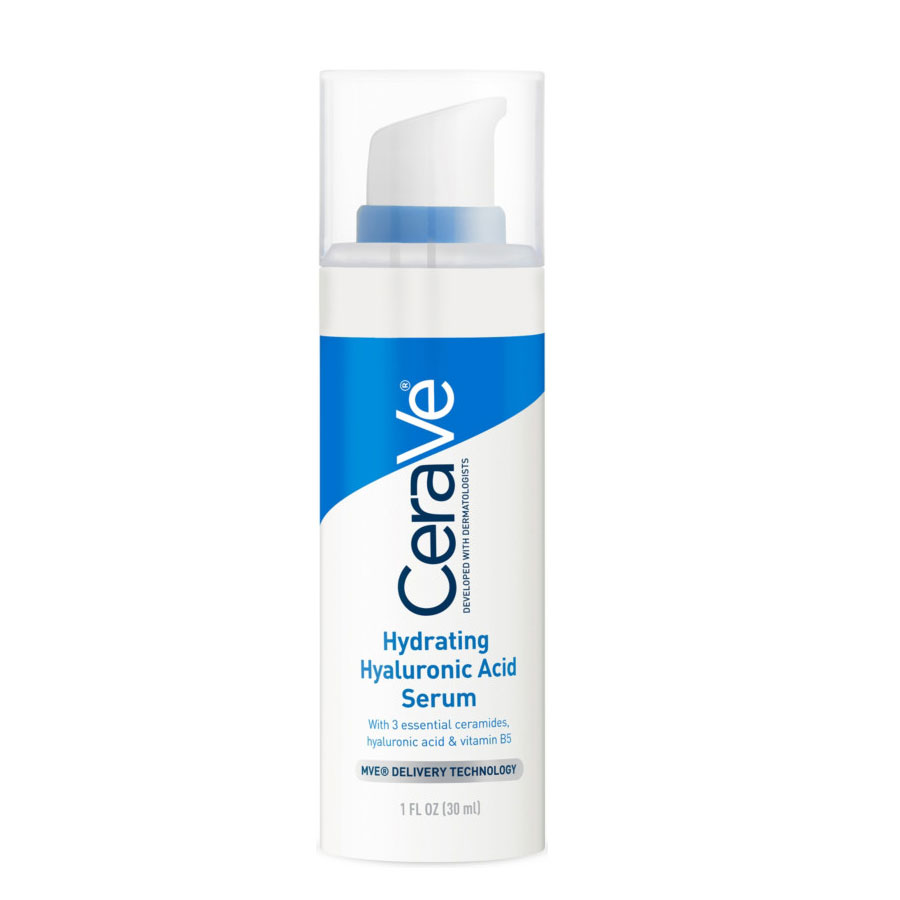 CeraVe®
DEVELOPED WITH DERMATOLOGISTS
Hydrating
Hyaluronic Acid
Serum
With 3 essential ceramides,
hyaluronic acid & vitamin B5
MVE® DELIVERY TECHNOLOGY
1 FL OZ (30 ml)